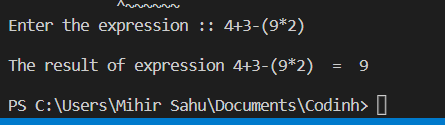 ^~~~~~~
Enter the expression :: 4+3-(9*2)
The result of expression 4+3-(9*2)  =  9
PS C:\Users\Mihir Sahu\Documents\Codinh>